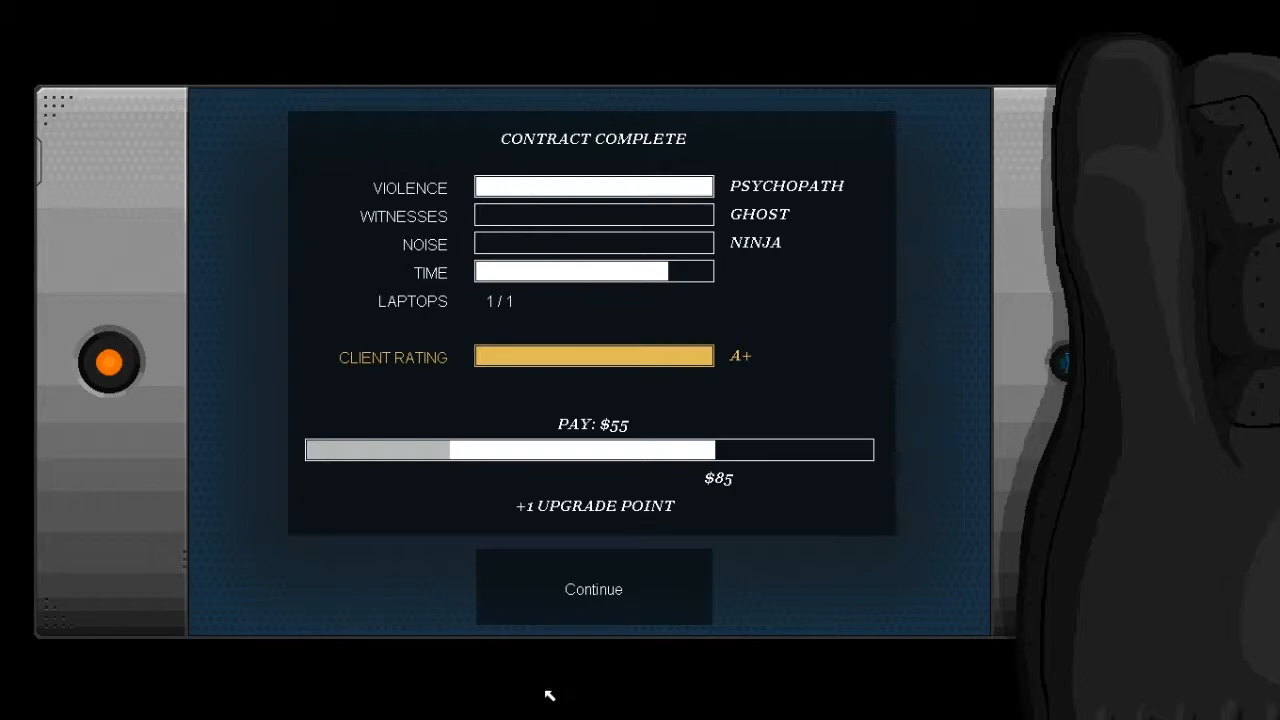 CONTRACT COMPLETE
VIOLENCE PSYCHOPATH
WITNESSES GHOST
NOISE NINJA
TIME
LAPTOPS 1 / 1
CLIENT RATING A+
PAY: $55
$85
+1 UPGRADE POINT
Continue